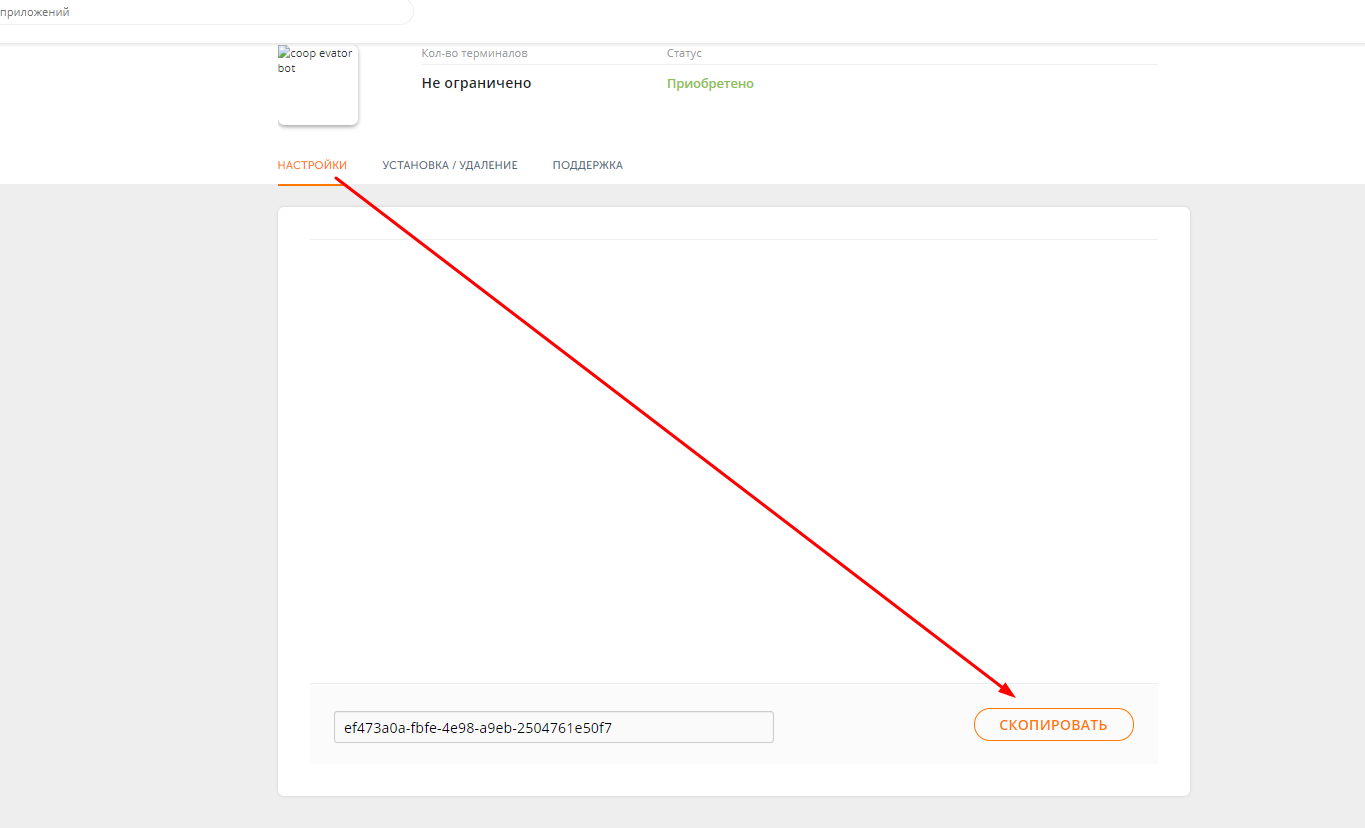 приложений
coop evator
bot
Кол-во терминалов
Статус
Не ограничено
Приобретено
НАСТРОЙКИ
УСТАНОВКА / УДАЛЕНИЕ
ПОДДЕРЖКА
ef473a0a-fbfe-4e98-a9eb-2504761e50f7
СКОПИРОВАТЬ